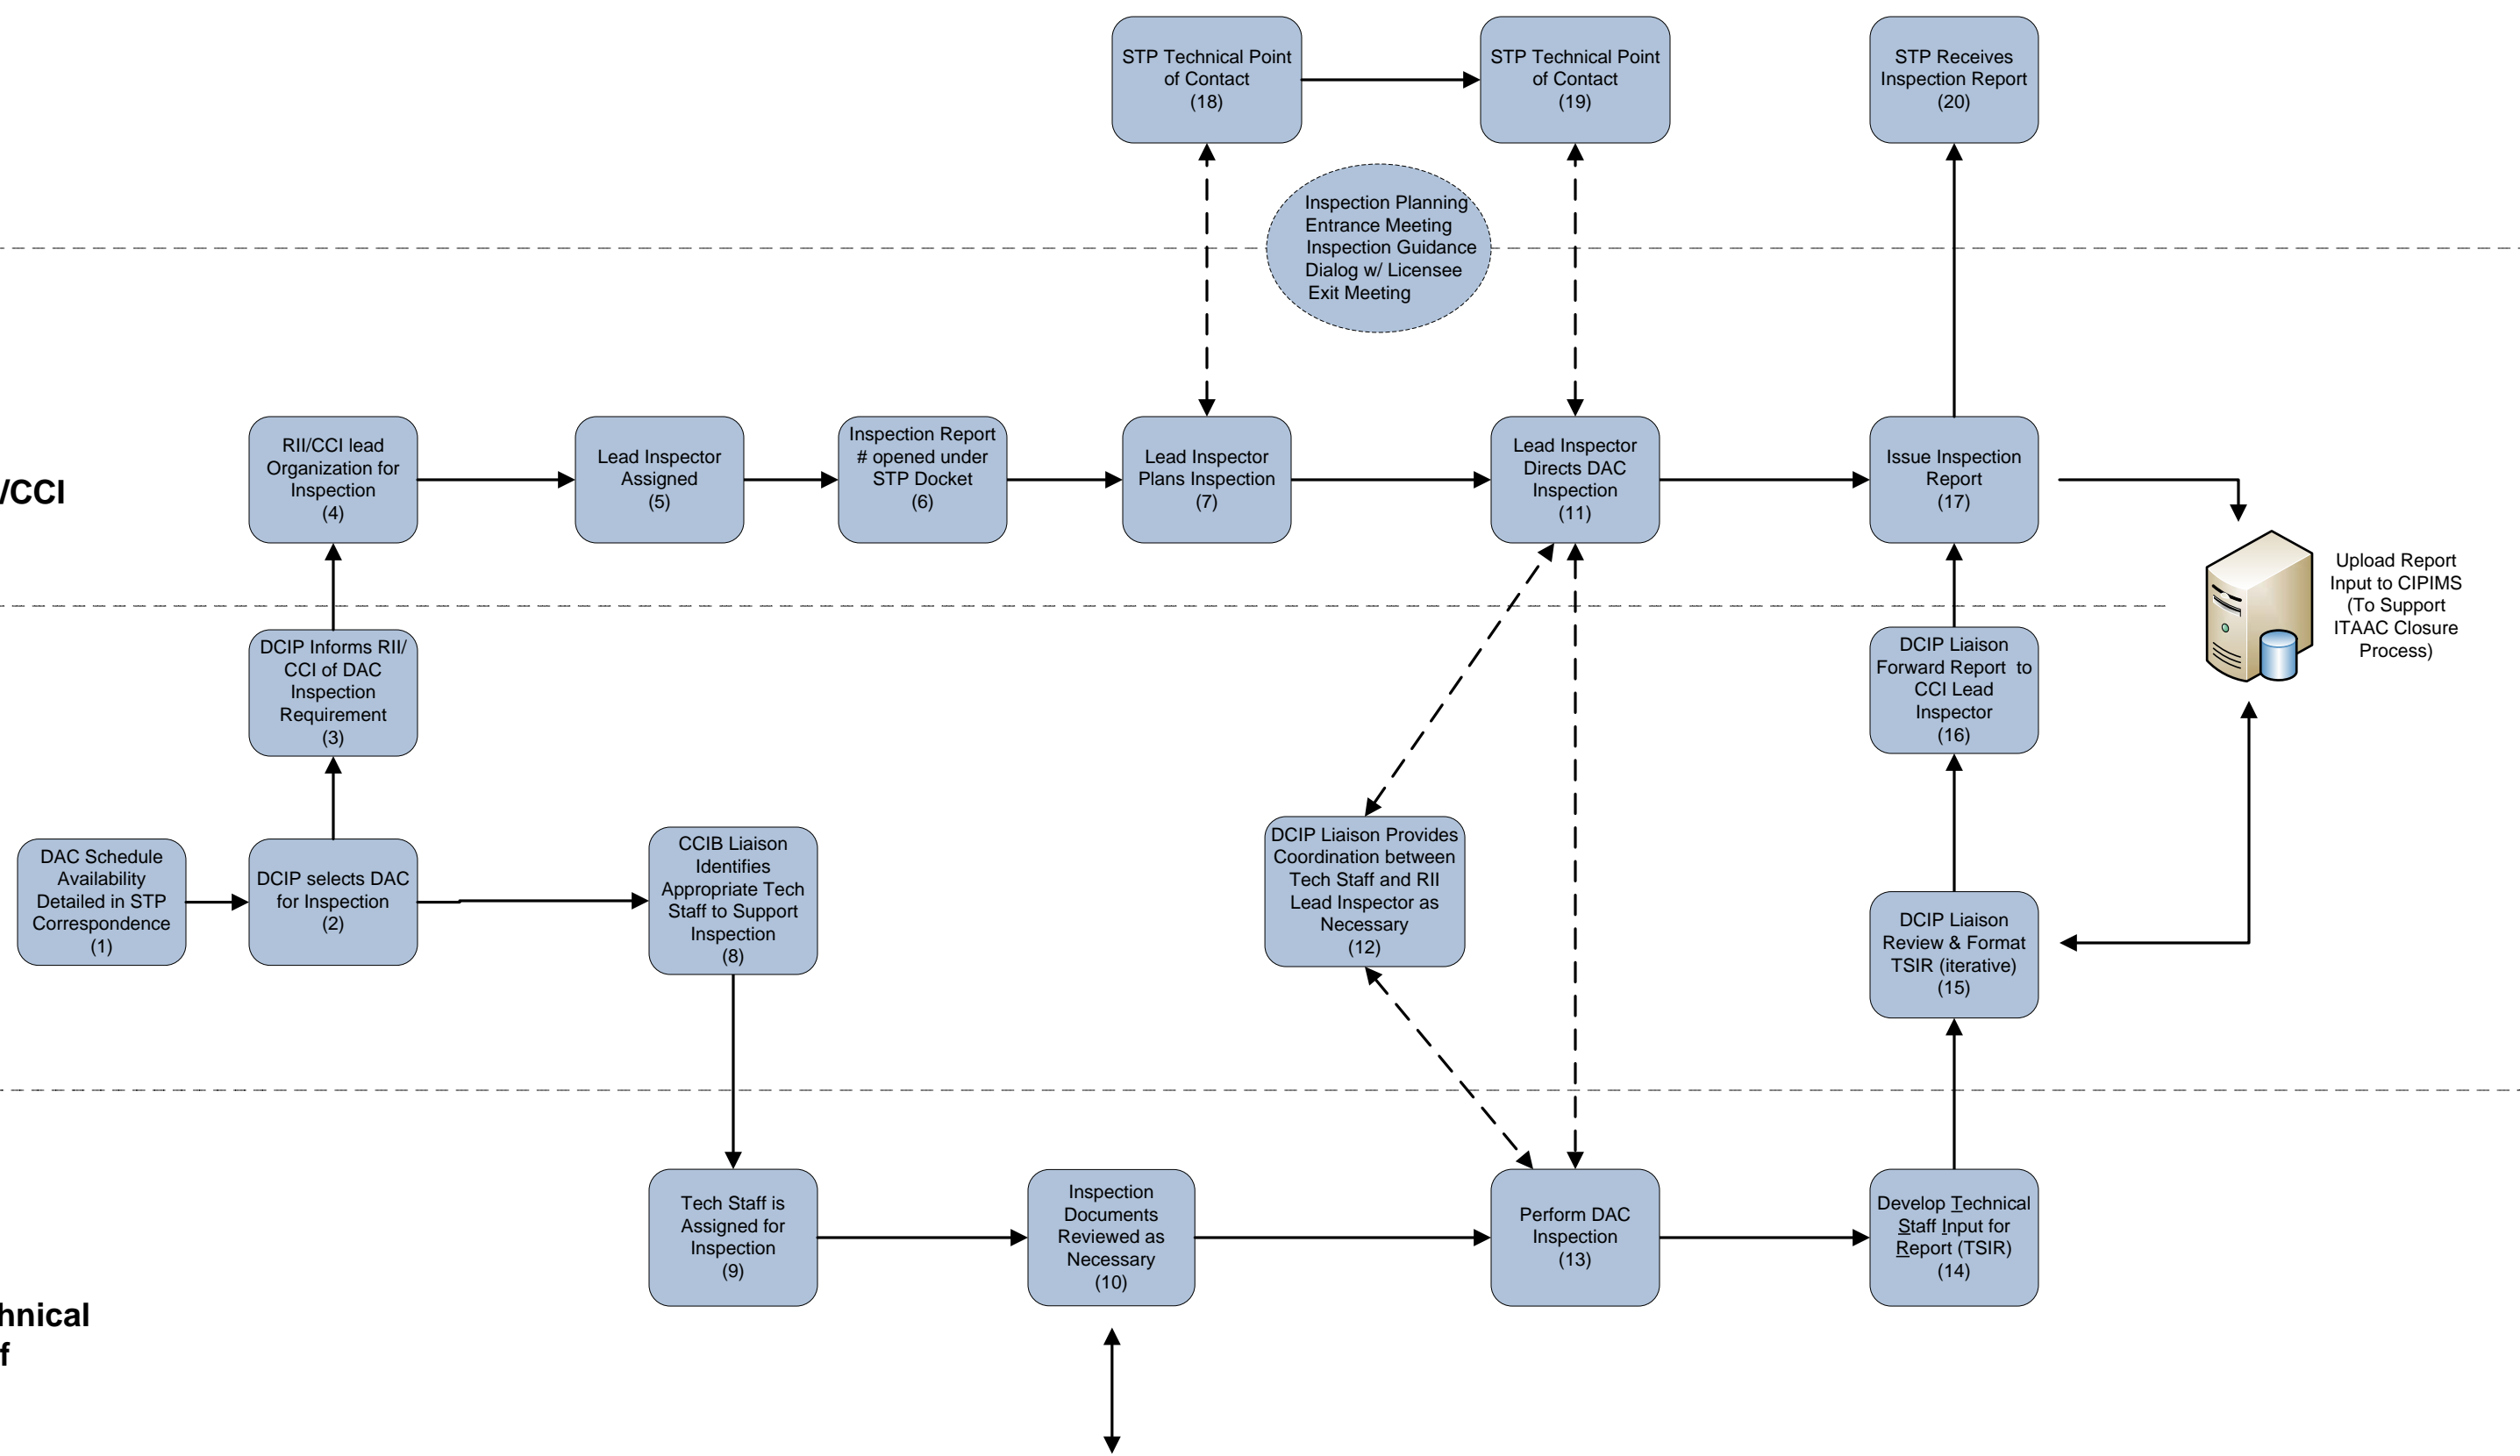 STP Technical Point
of Contact
(18)
STP Technical Point
of Contact
(19)
STP Receives
Inspection Report
(20)
Inspection Planning
Entrance Meeting
Inspection Guidance
Dialog w/ Licensee
Exit Meeting
/CCI
RII/CCI lead
Organization for
Inspection
(4)
Lead Inspector
Assigned
(5)
Inspection Report
# opened under
STP Docket
(6)
Lead Inspector
Plans Inspection
(7)
Lead Inspector
Directs DAC
Inspection
(11)
Issue Inspection
Report
(17)
Upload Report
Input to CIPIMS
(To Support
ITAAC Closure
Process)
DCIP Informs RII/
CCI of DAC
Inspection
Requirement
(3)
DCIP Liaison
Forward Report to
CCI Lead
Inspector
(16)
DAC Schedule
Availability
Detailed in STP
Correspondence
(1)
DCIP selects DAC
for Inspection
(2)
CCIB Liaison
Identifies
Appropriate Tech
Staff to Support
Inspection
(8)
DCIP Liaison Provides
Coordination between
Tech Staff and RII
Lead Inspector as
Necessary
(12)
DCIP Liaison
Review & Format
TSIR (iterative)
(15)
Tech Staff is
Assigned for
Inspection
(9)
Inspection
Documents
Reviewed as
Necessary
(10)
Perform DAC
Inspection
(13)
Develop Technical
Staff Input for
Report (TSIR)
(14)
hnical
f